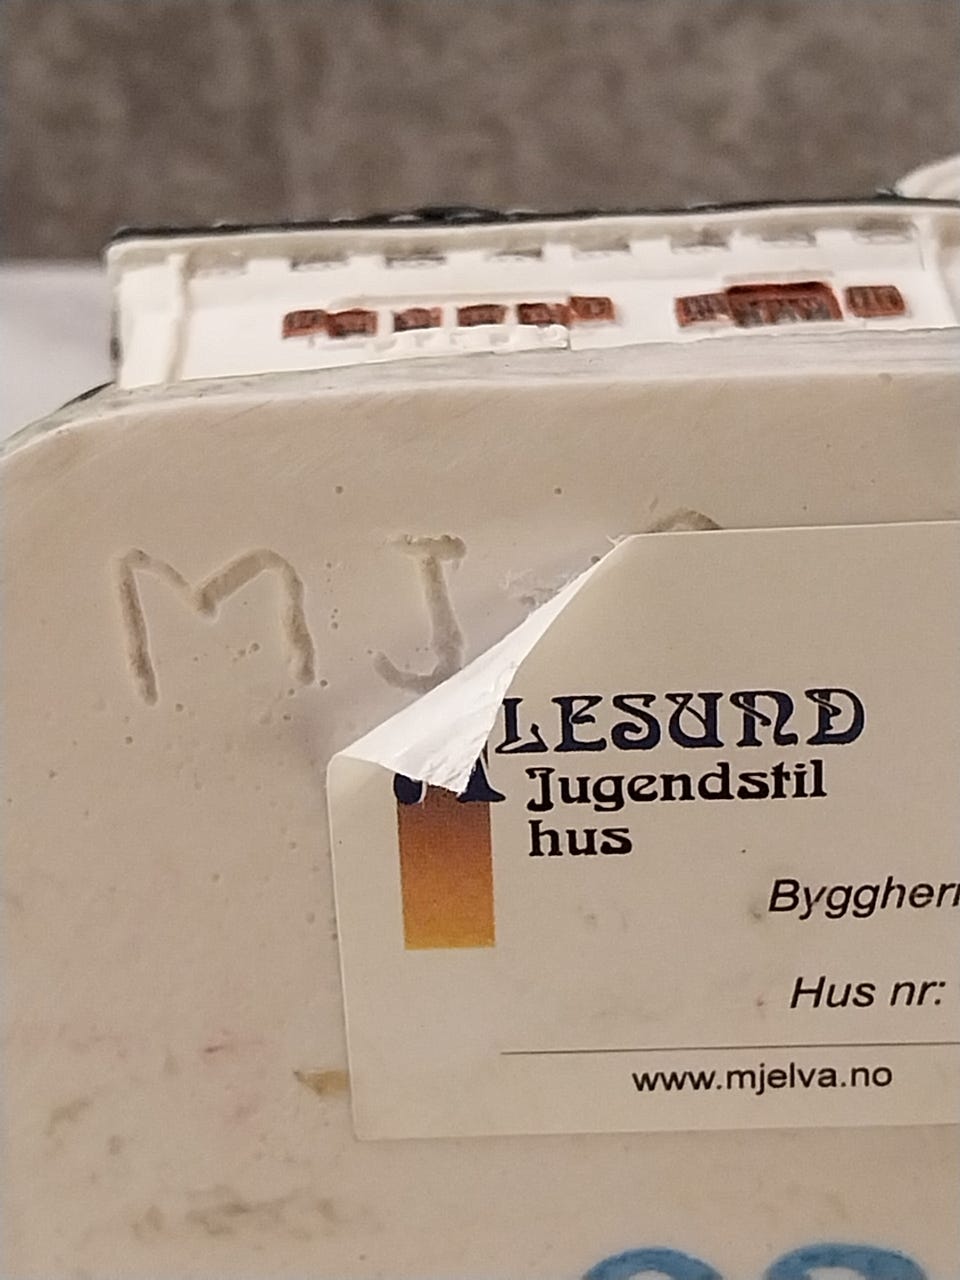 MJ
LESUND
Jugendstil
hus
Byggherr
Hus nr:
www.mjelva.no